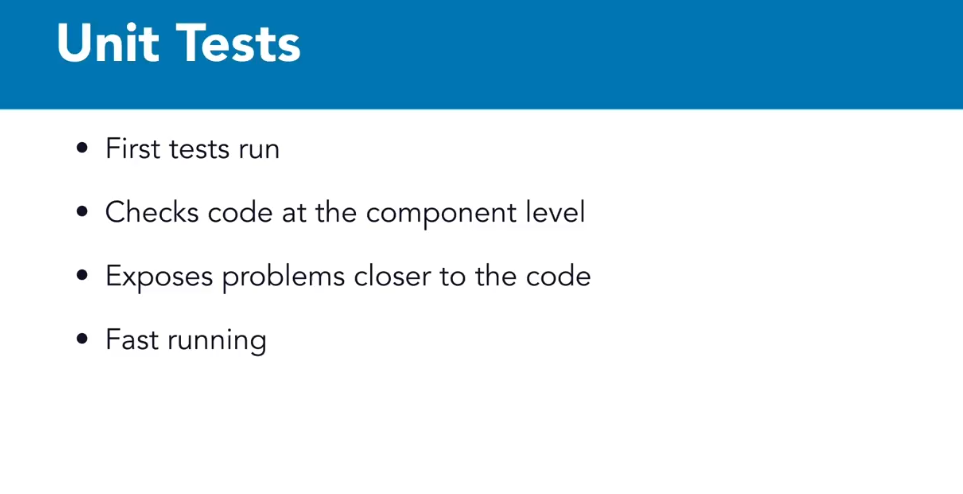 Unit Tests
• First tests run
• Checks code at the component level
• Exposes problems closer to the code
• Fast running